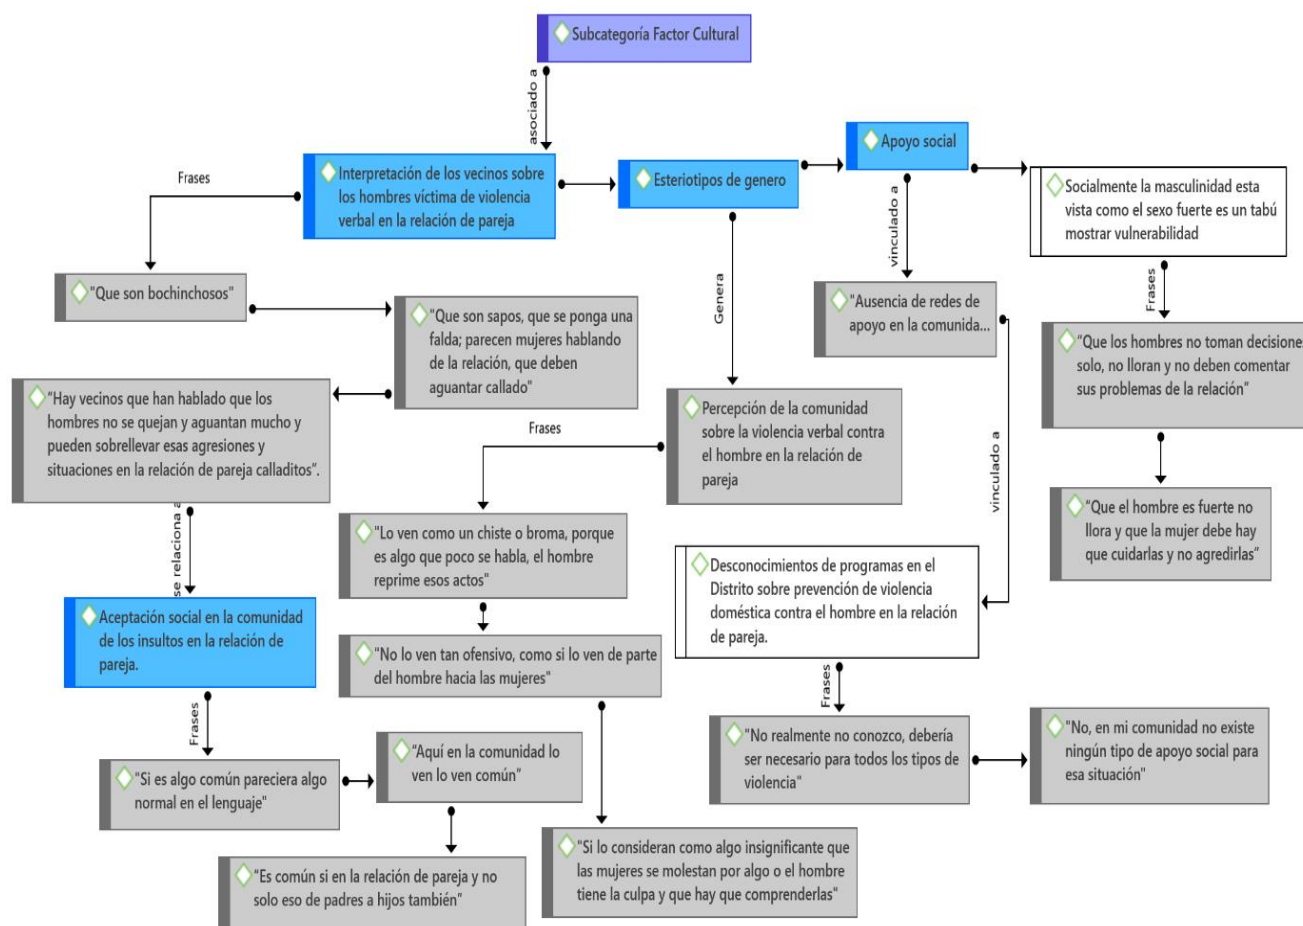 Subcategoría Factor Cultural
asociado a
Interpretación de los vecinos sobre
los hombres víctima de violencia
verbal en la relación de pareja
Esteriotipos de genero
Apoyo social
Socialmente la masculinidad esta
vista como el sexo fuerte es un tabú
mostrar vulnerabilidad
Frases
"Que son bochinchosos"
"Que son sapos, que se ponga una
falda; parecen mujeres hablando
de la relación, que deben
aguantar callado"
"Hay vecinos que han hablado que los
hombres no se quejan y aguantan mucho y
pueden sobrellevar esas agresiones y
situaciones en la relación de pareja calladitos".
se relaciona a
Aceptación social en la comunidad
de los insultos en la relación de
pareja.
Frases
"Si es algo común pareciera algo
normal en el lenguaje"
"Aquí en la comunidad lo
ven lo ven común"
"Es común si en la relación de pareja y no
solo eso de padres a hijos también"
Genera
Percepción de la comunidad
sobre la violencia verbal contra
el hombre en la relación de
pareja
Frases
"Lo ven como un chiste o broma, porque
es algo que poco se habla, el hombre
reprime esos actos"
"No lo ven tan ofensivo, como si lo ven de parte
del hombre hacia las mujeres"
"Si lo consideran como algo insignificante que
las mujeres se molestan por algo o el hombre
tiene la culpa y que hay que comprenderlas"
vinculado a
"Ausencia de redes de
apoyo en la comunida...
vinculado a
Desconocimientos de programas en el
Distrito sobre prevención de violencia
doméstica contra el hombre en la relación
de pareja.
Frases
"No realmente no conozco, debería
ser necesario para todos los tipos de
violencia"
"No, en mi comunidad no existe
ningún tipo de apoyo social para
esa situación"
Frases
"Que los hombres no toman decisiones
solo, no lloran y no deben comentar
sus problemas de la relación"
"Que el hombre es fuerte no
llora y que la mujer debe hay
que cuidarlas y no agredirlas"